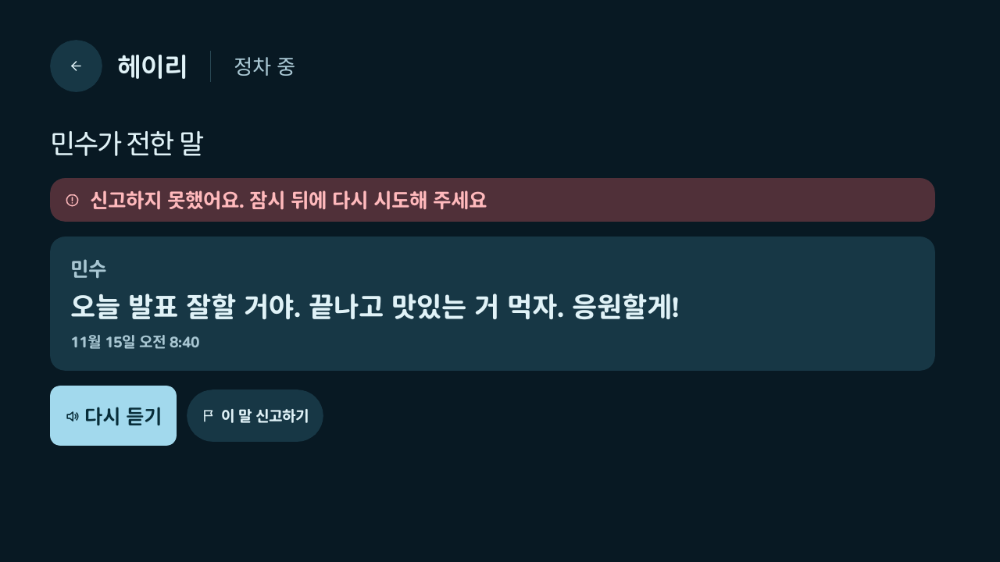 헤이리
정차 중
민수가 전한 말
신고하지 못했어요. 잠시 뒤에 다시 시도해 주세요
민수
오늘 발표 잘할 거야. 끝나고 맛있는 거 먹자. 응원할게!
11월 15일 오전 8:40
다시 듣기
이 말 신고하기